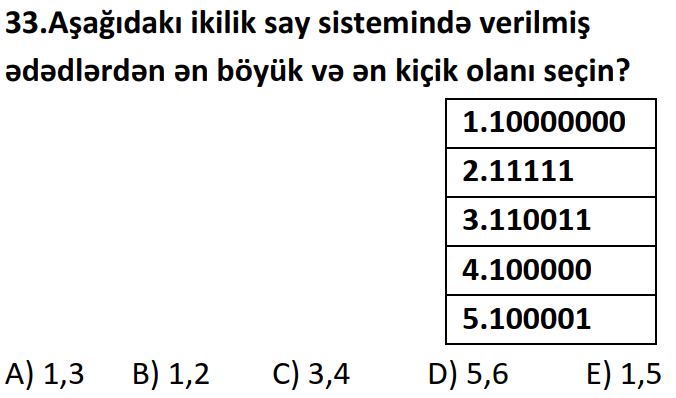 33.Aşağıdakı ikilik say sistemində verilmiş
ədədlərdən ən böyük və ən kiçik olanı seçin?
1.10000000
2.11111
3.110011
4.100000
5.100001
A) 1,3 B) 1,2 C) 3,4 D) 5,6 E) 1,5